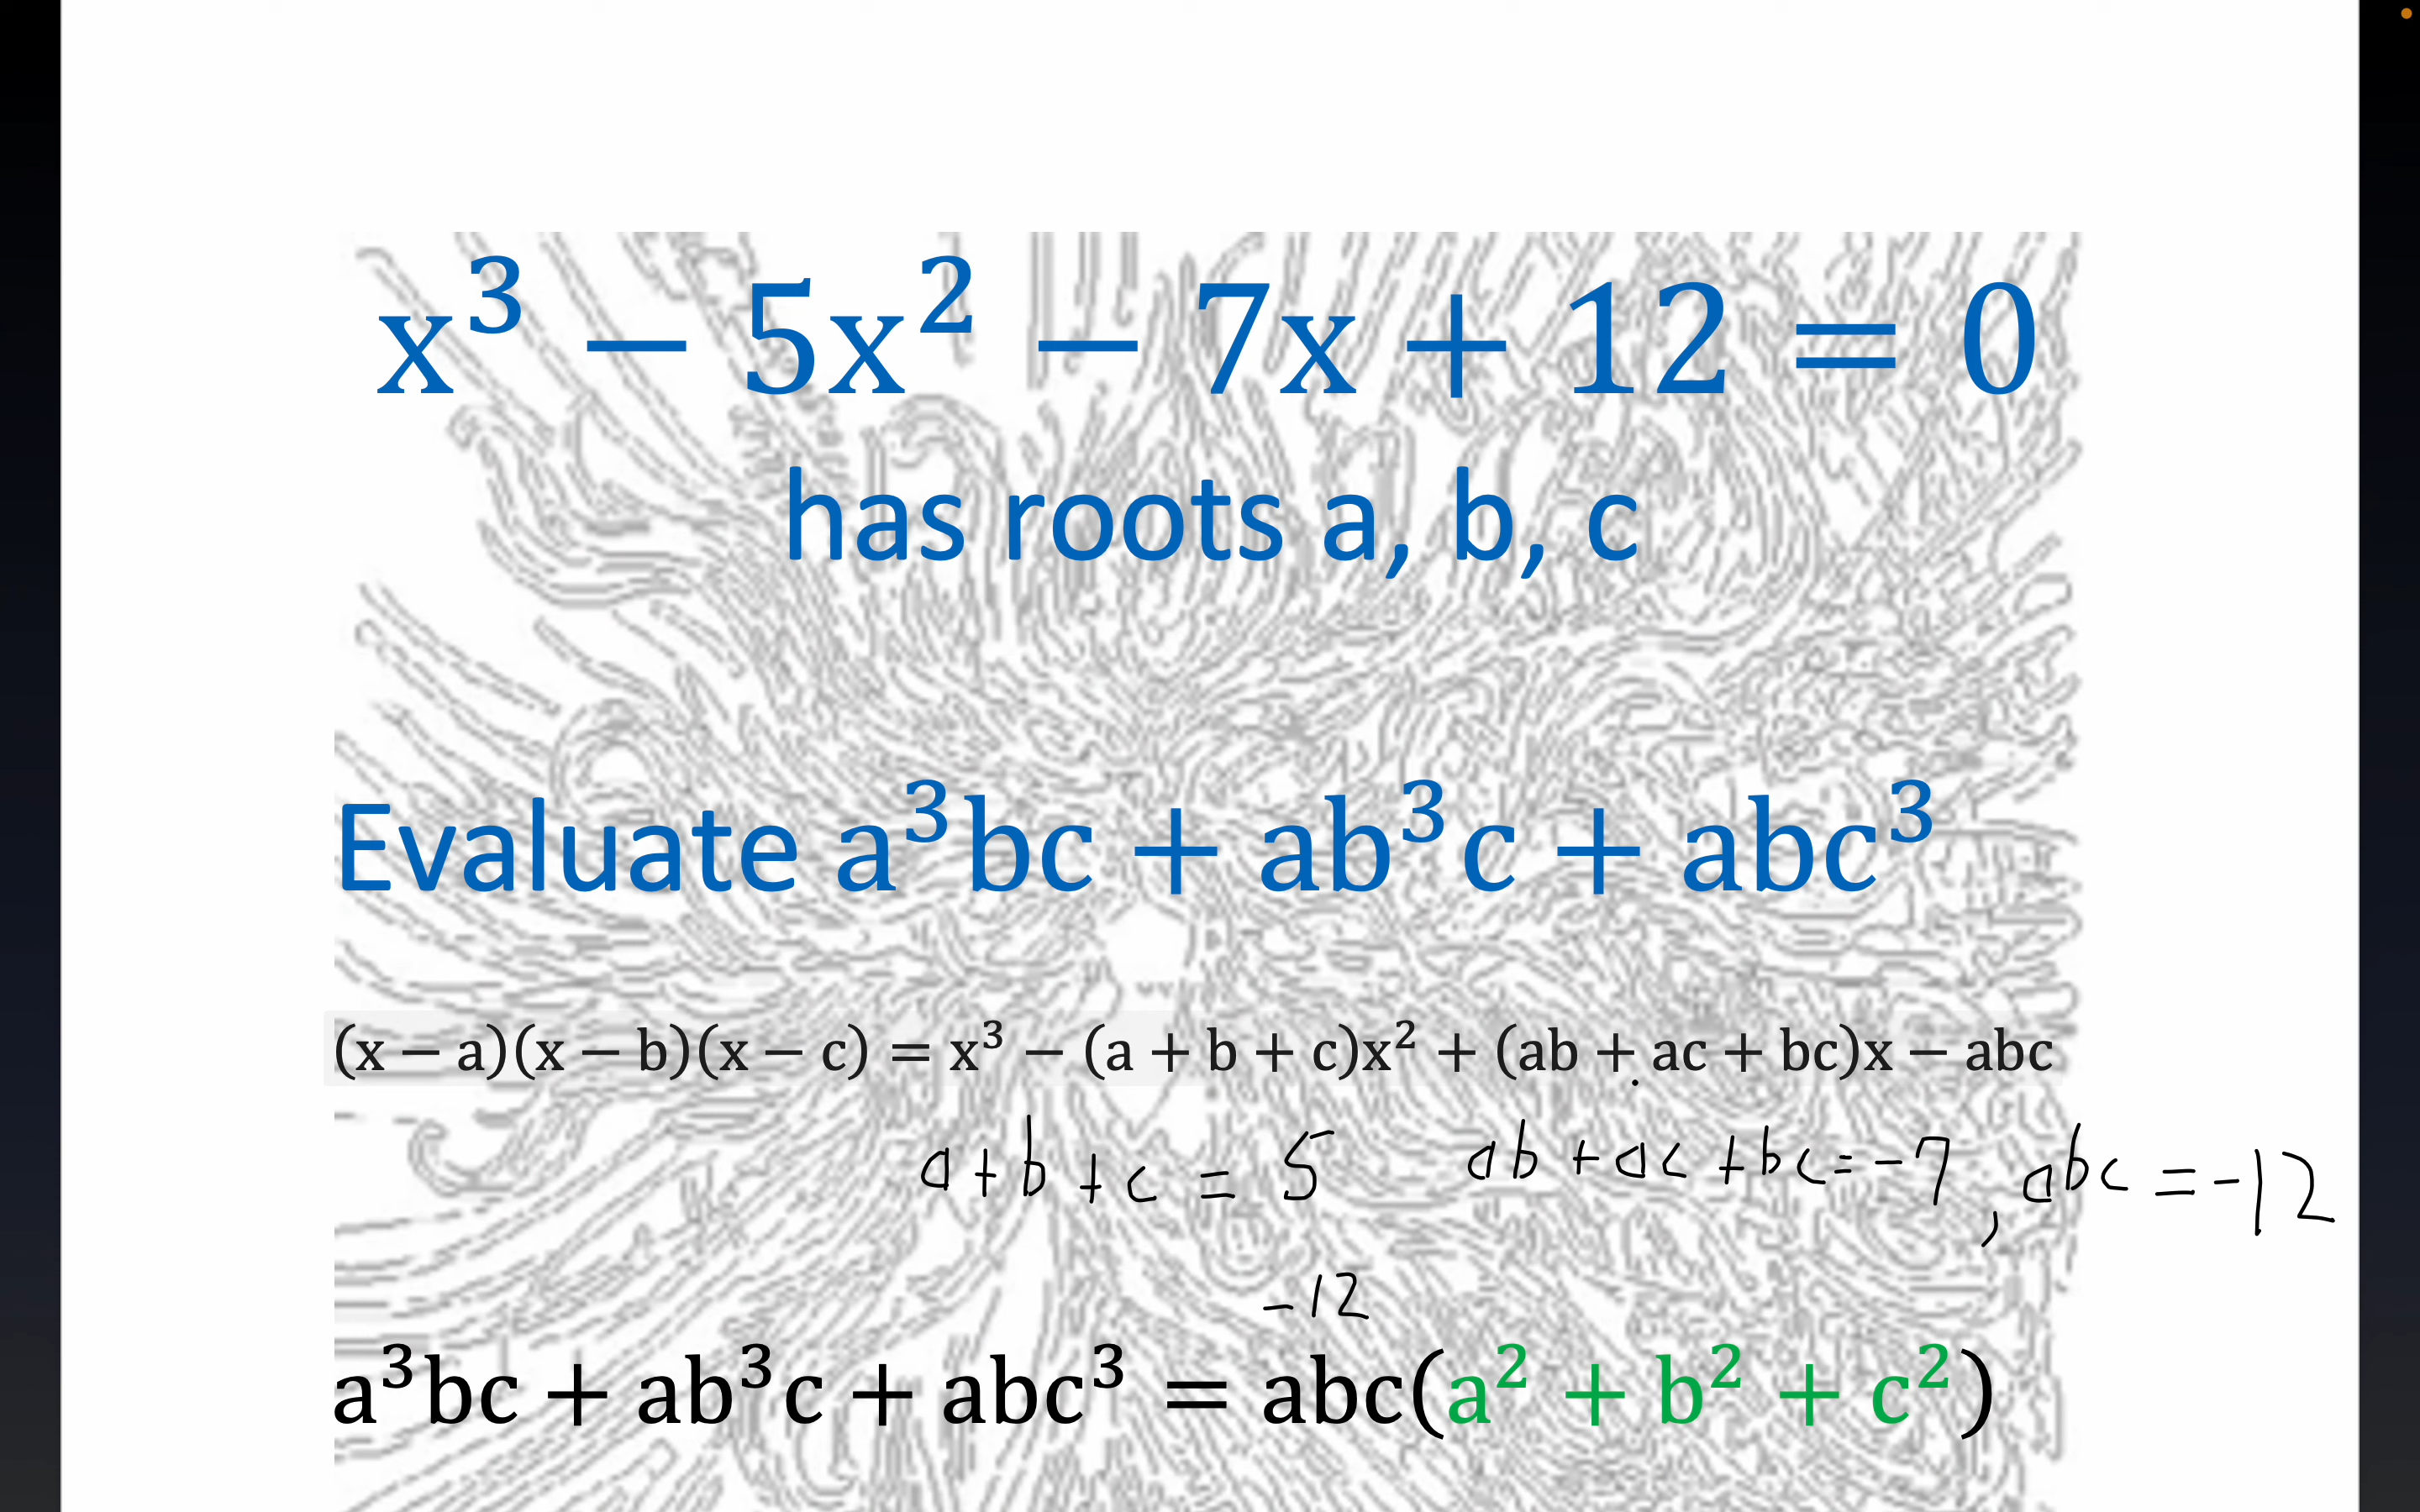 x³ − 5x² − 7x + 12 = 0
has roots a, b, c
Evaluate a³bc + ab³c + abc³
(x − a)(x − b)(x − c) = x³ − (a + b + c)x² + (ab + ac + bc)x − abc
a + b + c = 5 ab + ac + bc = -7 , abc = -12
-12
a³bc + ab³c + abc³ = abc(a² + b² + c²)